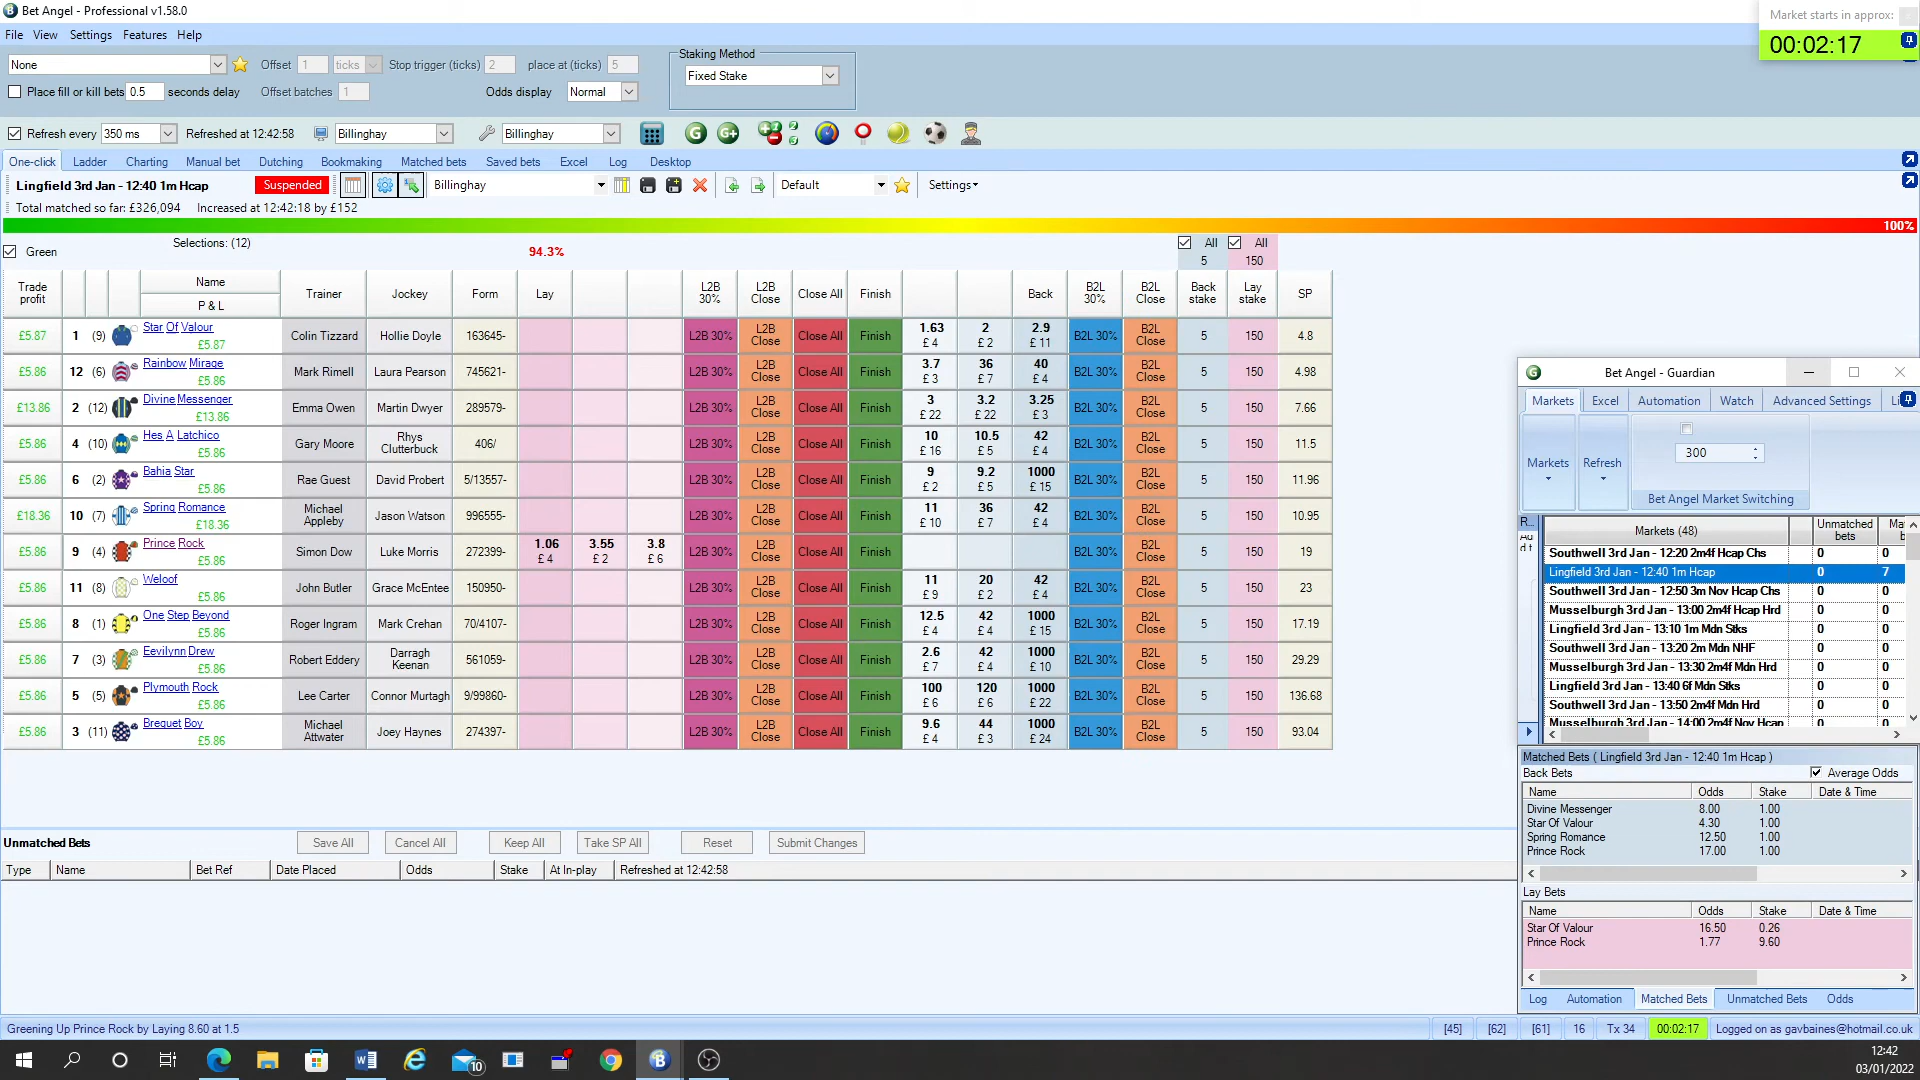 Bet Angel - Professional v1.58.0
Market starts in approx:
00:02:17
File View Settings Features Help
None Offset 1 ticks Stop trigger (ticks) 2 place at (ticks) 5 Staking Method
Fixed Stake
Place fill or kill bets 0.5 seconds delay Offset batches 1 Odds display Normal
Refresh every 350 ms Refreshed at 12:42:58 Billinghay Billinghay
One-click Ladder Charting Manual bet Dutching Bookmaking Matched bets Saved bets Excel Log Desktop
Lingfield 3rd Jan - 12:40 1m Hcap Suspended Billinghay Default Settings
Total matched so far: £326,094 Increased at 12:42:18 by £152
100%
Green Selections: (12) 94.3% All 5 All 150
Trade profit Name P & L Trainer Jockey Form Lay L2B 30% L2B Close Close All Finish Back B2L 30% B2L Close Back stake Lay stake SP
£5.87 1 (9) Star Of Valour £5.87 Colin Tizzard Hollie Doyle 163645- L2B 30% L2B Close Close All Finish 1.63 £ 4 2 £ 2 2.9 £ 11 B2L 30% B2L Close 5 150 4.8
£5.86 12 (6) Rainbow Mirage £5.86 Mark Rimell Laura Pearson 745621- L2B 30% L2B Close Close All Finish 3.7 £ 3 36 £ 7 40 £ 4 B2L 30% B2L Close 5 150 4.98
£13.86 2 (12) Divine Messenger £13.86 Emma Owen Martin Dwyer 289579- L2B 30% L2B Close Close All Finish 3 £ 22 3.2 £ 22 3.25 £ 3 B2L 30% B2L Close 5 150 7.66
£5.86 4 (10) Hes A Latchico £5.86 Gary Moore Rhys Clutterbuck 406/ L2B 30% L2B Close Close All Finish 10 £ 16 10.5 £ 5 42 £ 4 B2L 30% B2L Close 5 150 11.5
£5.86 6 (2) Bahia Star £5.86 Rae Guest David Probert 5/13557- L2B 30% L2B Close Close All Finish 9 £ 2 9.2 £ 5 1000 £ 15 B2L 30% B2L Close 5 150 11.96
£18.36 10 (7) Spring Romance £18.36 Michael Appleby Jason Watson 996555- L2B 30% L2B Close Close All Finish 11 £ 10 36 £ 7 42 £ 4 B2L 30% B2L Close 5 150 10.95
£5.86 9 (4) Prince Rock £5.86 Simon Dow Luke Morris 272399- 1.06 £ 4 3.55 £ 2 3.8 £ 6 L2B 30% L2B Close Close All Finish B2L 30% B2L Close 5 150 19
£5.86 11 (8) Weloof £5.86 John Butler Grace McEntee 150950- L2B 30% L2B Close Close All Finish 11 £ 9 20 £ 2 42 £ 4 B2L 30% B2L Close 5 150 23
£5.86 8 (1) One Step Beyond £5.86 Roger Ingram Mark Crehan 70/4107- L2B 30% L2B Close Close All Finish 12.5 £ 4 42 £ 4 1000 £ 15 B2L 30% B2L Close 5 150 17.19
£5.86 7 (3) Eevilynn Drew £5.86 Robert Eddery Darragh Keenan 561059- L2B 30% L2B Close Close All Finish 2.6 £ 7 42 £ 4 1000 £ 10 B2L 30% B2L Close 5 150 29.29
£5.86 5 (5) Plymouth Rock £5.86 Lee Carter Connor Murtagh 9/99860- L2B 30% L2B Close Close All Finish 100 £ 6 120 £ 6 1000 £ 22 B2L 30% B2L Close 5 150 136.68
£5.86 3 (11) Breguet Boy £5.86 Michael Attwater Joey Haynes 274397- L2B 30% L2B Close Close All Finish 9.6 £ 4 44 £ 3 1000 £ 24 B2L 30% B2L Close 5 150 93.04
Unmatched Bets Save All Cancel All Keep All Take SP All Reset Submit Changes
Type Name Bet Ref Date Placed Odds Stake At In-play Refreshed at 12:42:58
Bet Angel - Guardian
Markets Excel Automation Watch Advanced Settings
Markets Refresh 300
Bet Angel Market Switching
Markets (48) Unmatched bets
Southwell 3rd Jan - 12:20 2m4f Hcap Chs 0 0
Lingfield 3rd Jan - 12:40 1m Hcap 0 7
Southwell 3rd Jan - 12:50 3m Nov Hcap Chs 0 0
Musselburgh 3rd Jan - 13:00 2m4f Hcap Hrd 0 0
Lingfield 3rd Jan - 13:10 1m Mdn Stks 0 0
Southwell 3rd Jan - 13:20 2m Mdn NHF 0 0
Musselburgh 3rd Jan - 13:30 2m4f Mdn Hrd 0 0
Lingfield 3rd Jan - 13:40 6f Mdn Stks 0 0
Southwell 3rd Jan - 13:50 2m4f Mdn Hrd 0 0
Musselburgh 3rd Jan - 14:00 2m4f Nov Hcap 0 0
Matched Bets ( Lingfield 3rd Jan - 12:40 1m Hcap )
Back Bets Average Odds
Name Odds Stake Date & Time
Divine Messenger 8.00 1.00
Star Of Valour 4.30 1.00
Spring Romance 12.50 1.00
Prince Rock 17.00 1.00
Lay Bets
Name Odds Stake Date & Time
Star Of Valour 16.50 0.26
Prince Rock 1.77 9.60
Log Automation Matched Bets Unmatched Bets Odds
Greening Up Prince Rock by Laying 8.60 at 1.5 [45] [62] [61] 16 Tx 34 00:02:17 Logged on as gavbaines@hotmail.co.uk
10
12:42
03/01/2022